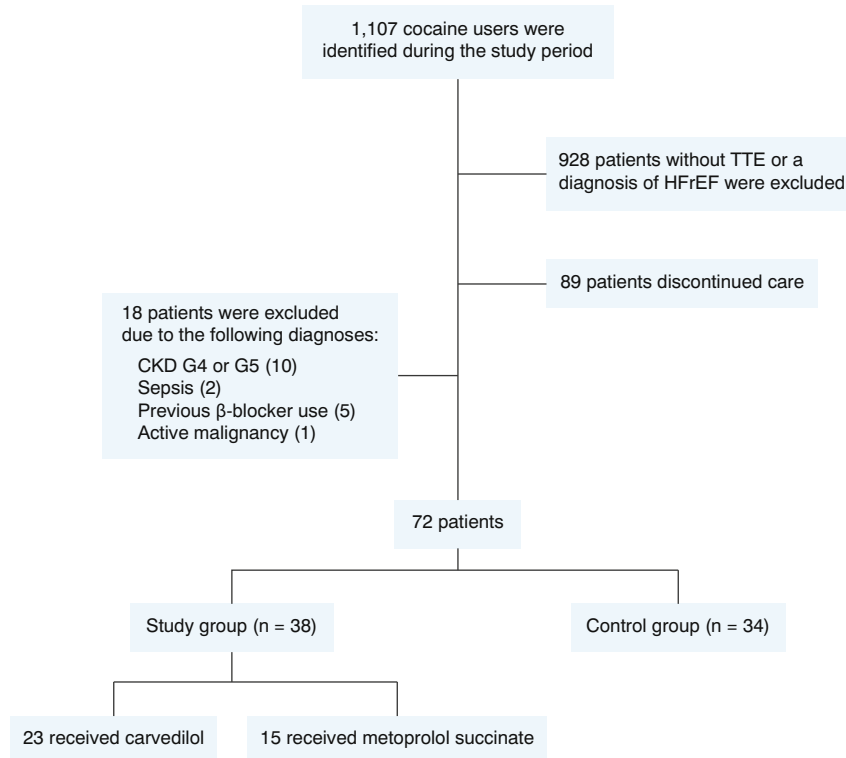 1,107 cocaine users were
identified during the study period
928 patients without TTE or a
diagnosis of HFrEF were excluded
89 patients discontinued care
18 patients were excluded
due to the following diagnoses:
CKD G4 or G5 (10)
Sepsis (2)
Previous β-blocker use (5)
Active malignancy (1)
72 patients
Study group (n = 38)
Control group (n = 34)
23 received carvedilol
15 received metoprolol succinate